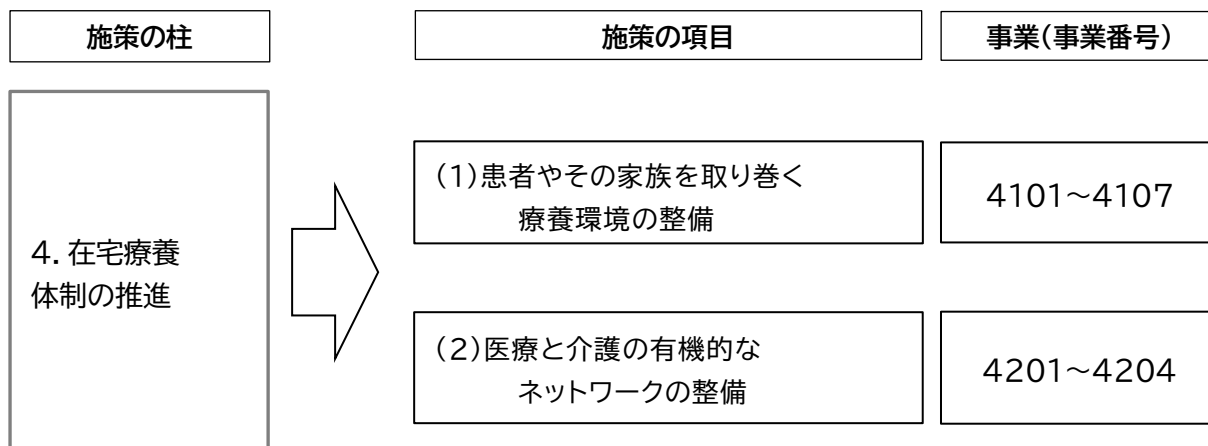 施策の柱
施策の項目
事業(事業番号)
4. 在宅療養
体制の推進
(1)患者やその家族を取り巻く
療養環境の整備
4101～4107
(2)医療と介護の有機的な
ネットワークの整備
4201～4204